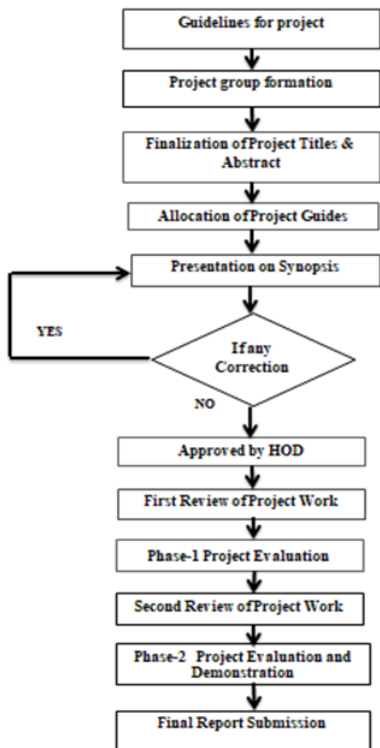 Guidelines for project
Project group formation
Finalization of Project Titles &
Abstract
Allocation of Project Guides
Presentation on Synopsis
YES
If any
Correction
NO
Approved by HOD
First Review of Project Work
Phase-1 Project Evaluation
Second Review of Project Work
Phase-2 Project Evaluation and
Demonstration
Final Report Submission